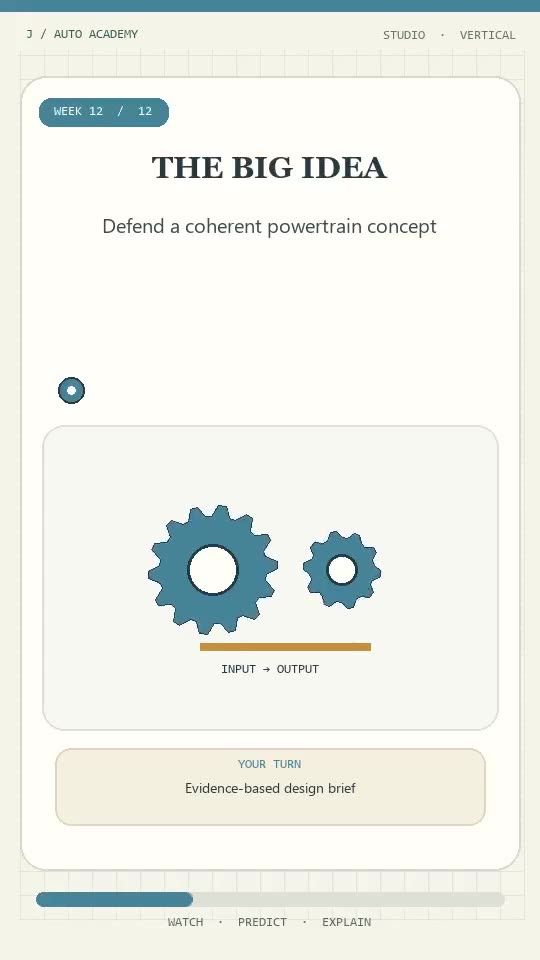 J / AUTO ACADEMY
STUDIO · VERTICAL
WEEK 12 / 12
THE BIG IDEA
Defend a coherent powertrain concept
INPUT → OUTPUT
YOUR TURN
Evidence-based design brief
WATCH · PREDICT · EXPLAIN